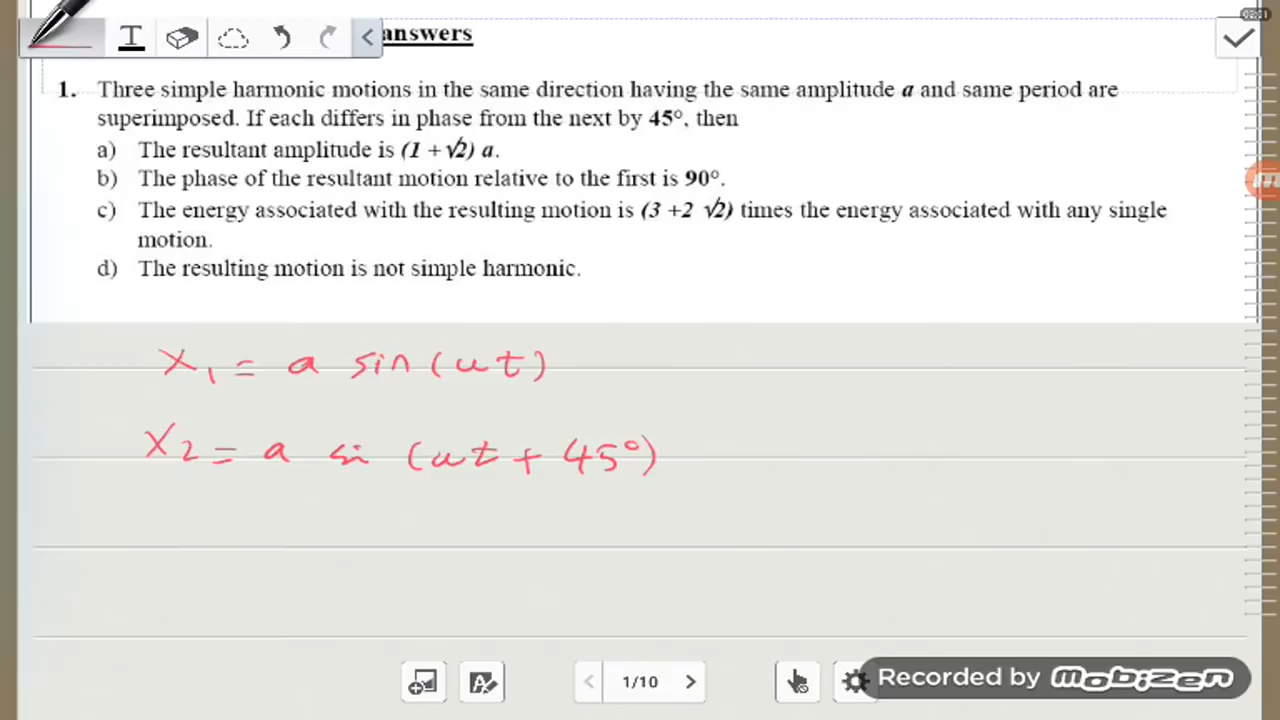 answers
1. Three simple harmonic motions in the same direction having the same amplitude a and same period are
superimposed. If each differs in phase from the next by 45°, then
a) The resultant amplitude is (1 + √2) a.
b) The phase of the resultant motion relative to the first is 90°.
c) The energy associated with the resulting motion is (3 +2 √2) times the energy associated with any single
motion.
d) The resulting motion is not simple harmonic.
X₁ = a sin(ωt)
X₂ = a sin (ωt + 45°)
T
1/10
Recorded by mobizen